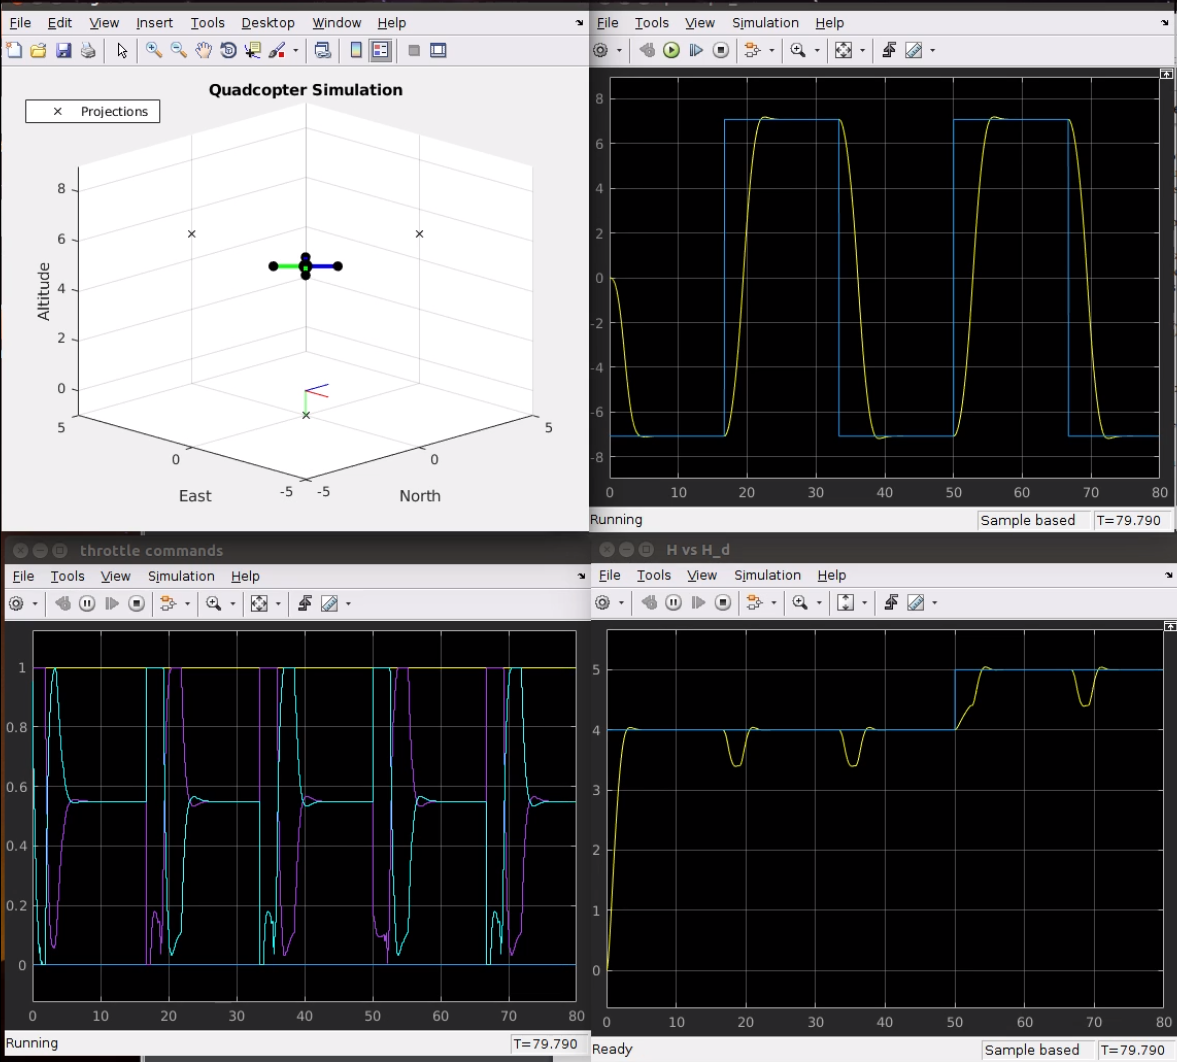 File Edit View Insert Tools Desktop Window Help
Quadcopter Simulation
Projections
8
6
4
2
0
Altitude
5
0
-5
-5
0
5
East
North
File Tools View Simulation Help
8
6
4
2
0
-2
-4
-6
-8
0 10 20 30 40 50 60 70 80
Running Sample based T=79.790
throttle commands
File Tools View Simulation Help
1
0.8
0.6
0.4
0.2
0
0 10 20 30 40 50 60 70 80
Running T=79.790
H vs H_d
File Tools View Simulation Help
5
4
3
2
1
0
0 10 20 30 40 50 60 70 80
Ready Sample based T=79.790